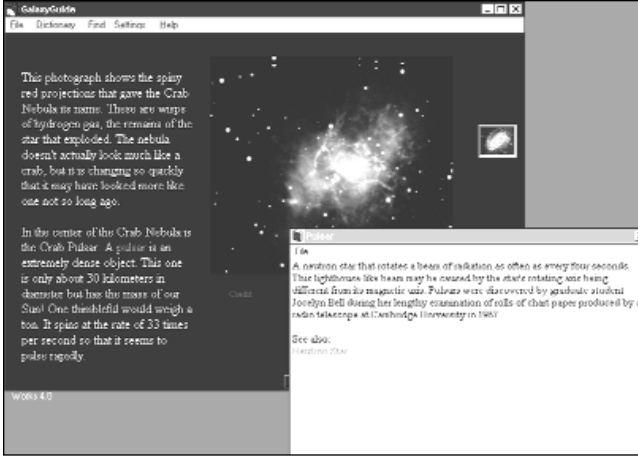 GalaxyGuide
File Dictionary Find Settings Help
This photograph shows the spiny
red projections that gave the Crab
Nebula its name. These are wisps
of hydrogen gas, the remains of the
star that exploded. The nebula
doesn't actually look much like a
crab, but it is changing so quickly
that it may have looked more like
one not so long ago.
In the center of the Crab Nebula is
the Crab Pulsar. A pulsar is an
extremely dense object. This one
is only about 30 kilometers in
diameter but has the mass of our
Sun! One thimbleful would weigh a
ton. It spins at the rate of 33 times
per second so that it seems to
pulse rapidly.
Credit
Works 4.0
Pulsar
File
A neutron star that rotates a beam of radiation as often as every four seconds.
This lighthouse-like beam may be caused by the star's rotating axis being
different from its magnetic axis. Pulsars were discovered by graduate student
Jocelyn Bell during her lengthy examination of rolls of chart paper produced by a
radio telescope at Cambridge University in 1967
See also:
Neutron Star